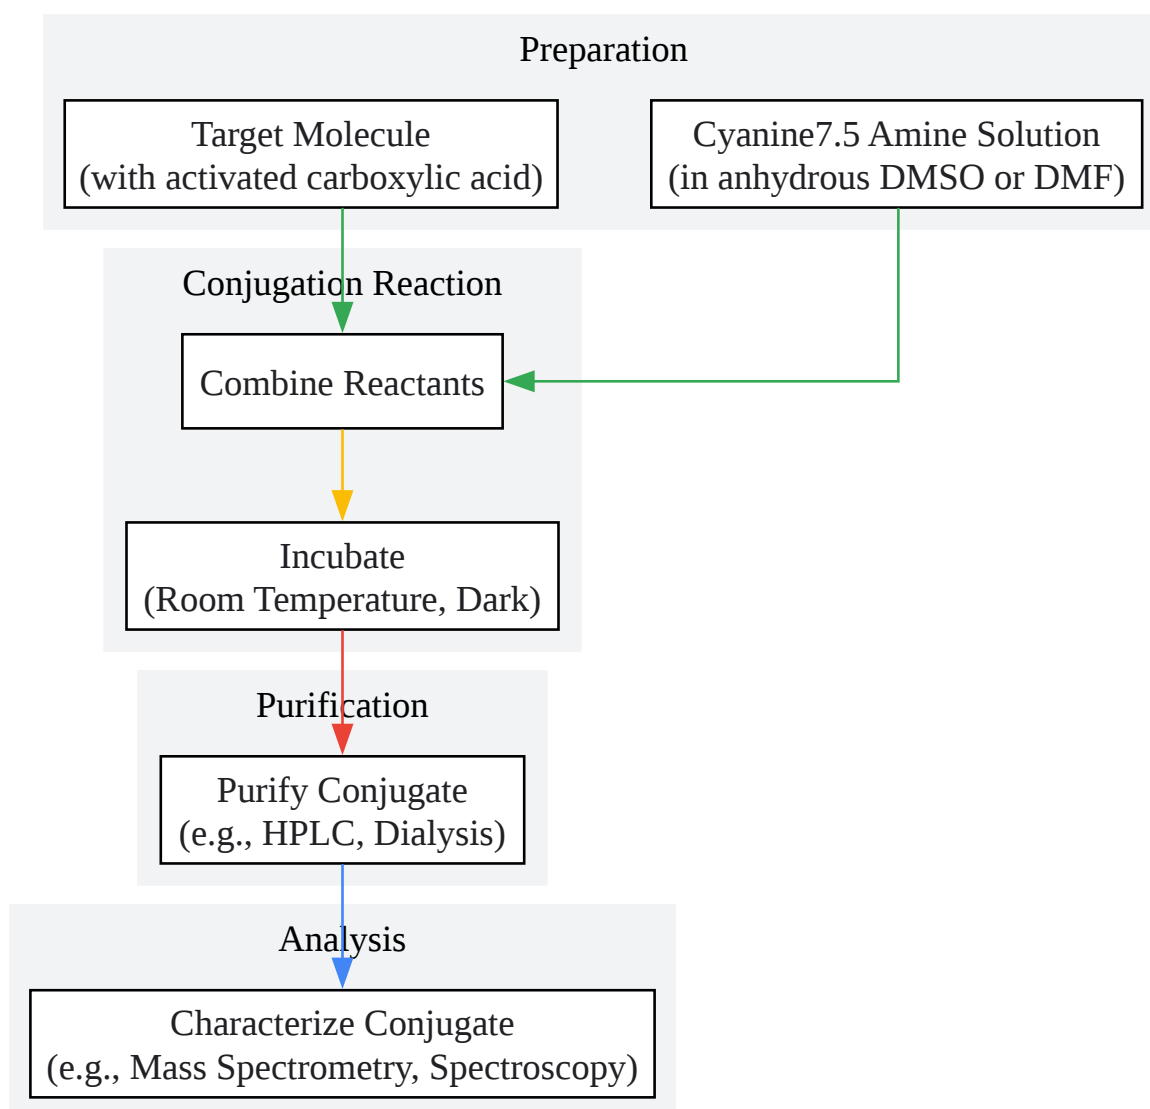 Preparation
Target Molecule
(with activated carboxylic acid)
Cyanine7.5 Amine Solution
(in anhydrous DMSO or DMF)
Conjugation Reaction
Combine Reactants
Incubate
(Room Temperature, Dark)
Purification
Purify Conjugate
(e.g., HPLC, Dialysis)
Analysis
Characterize Conjugate
(e.g., Mass Spectrometry, Spectroscopy)